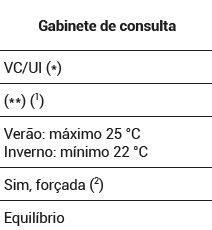 Gabinete de consulta
VC/UI (*)
(**) (¹)
Verão: máximo 25 °C
Inverno: mínimo 22 °C
Sim, forçada (²)
Equilíbrio